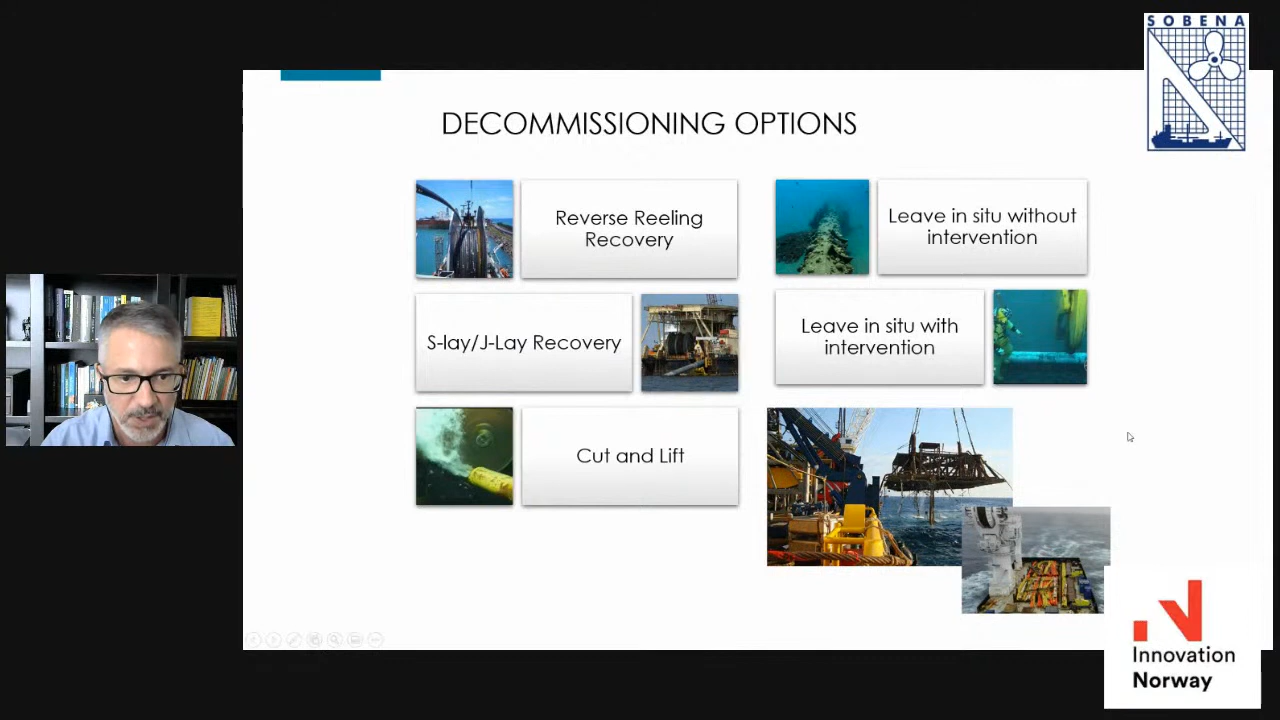 SOBENA
DECOMMISSIONING OPTIONS
Reverse Reeling
Recovery
Leave in situ without
intervention
S-lay/J-Lay Recovery
Leave in situ with
intervention
Cut and Lift
Innovation
Norway